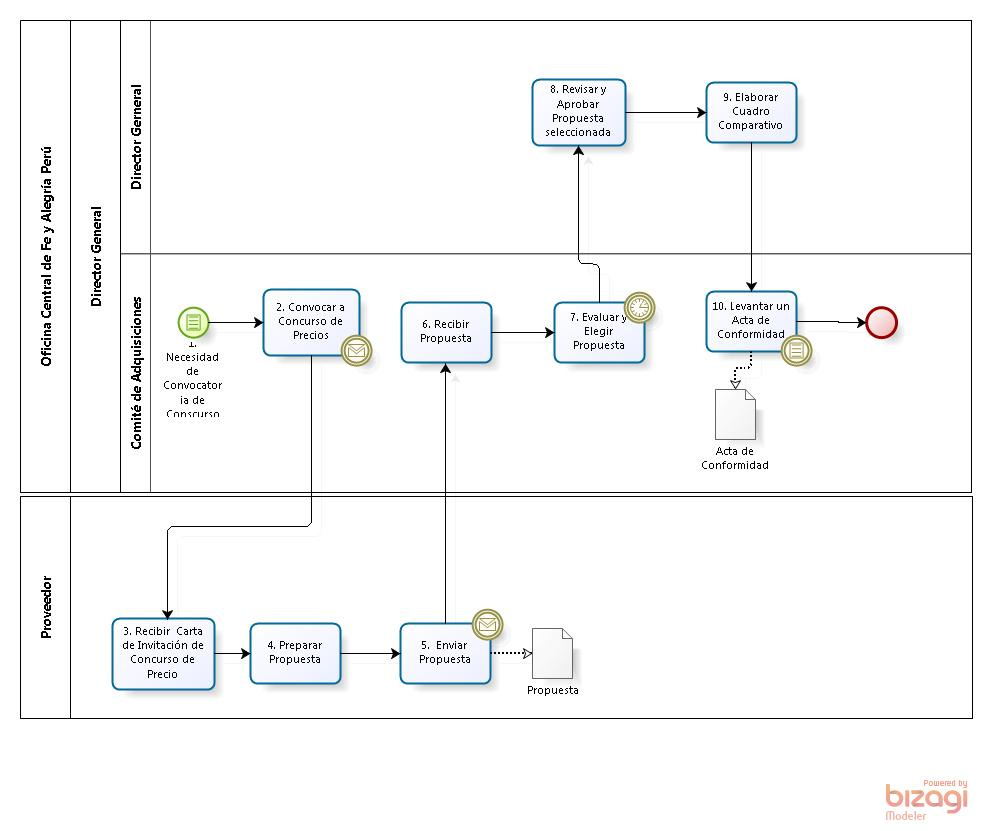 Oficina Central de Fe y Alegría Perú
Director General
Director Gerneral
8. Revisar y
Aprobar
Propuesta
seleccionada
9. Elaborar
Cuadro
Comparativo
Comité de Adquisiciones
1.
Necesidad
de
Convocator
ia de
Conscurso
2. Convocar a
Concurso de
Precios
6. Recibir
Propuesta
7. Evaluar y
Elegir
Propuesta
10. Levantar un
Acta de
Conformidad
Acta de
Conformidad
Proveedor
3. Recibir Carta
de Invitación de
Concurso de
Precio
4. Preparar
Propuesta
5. Enviar
Propuesta
Propuesta
Powered by
bizagi
Modeler